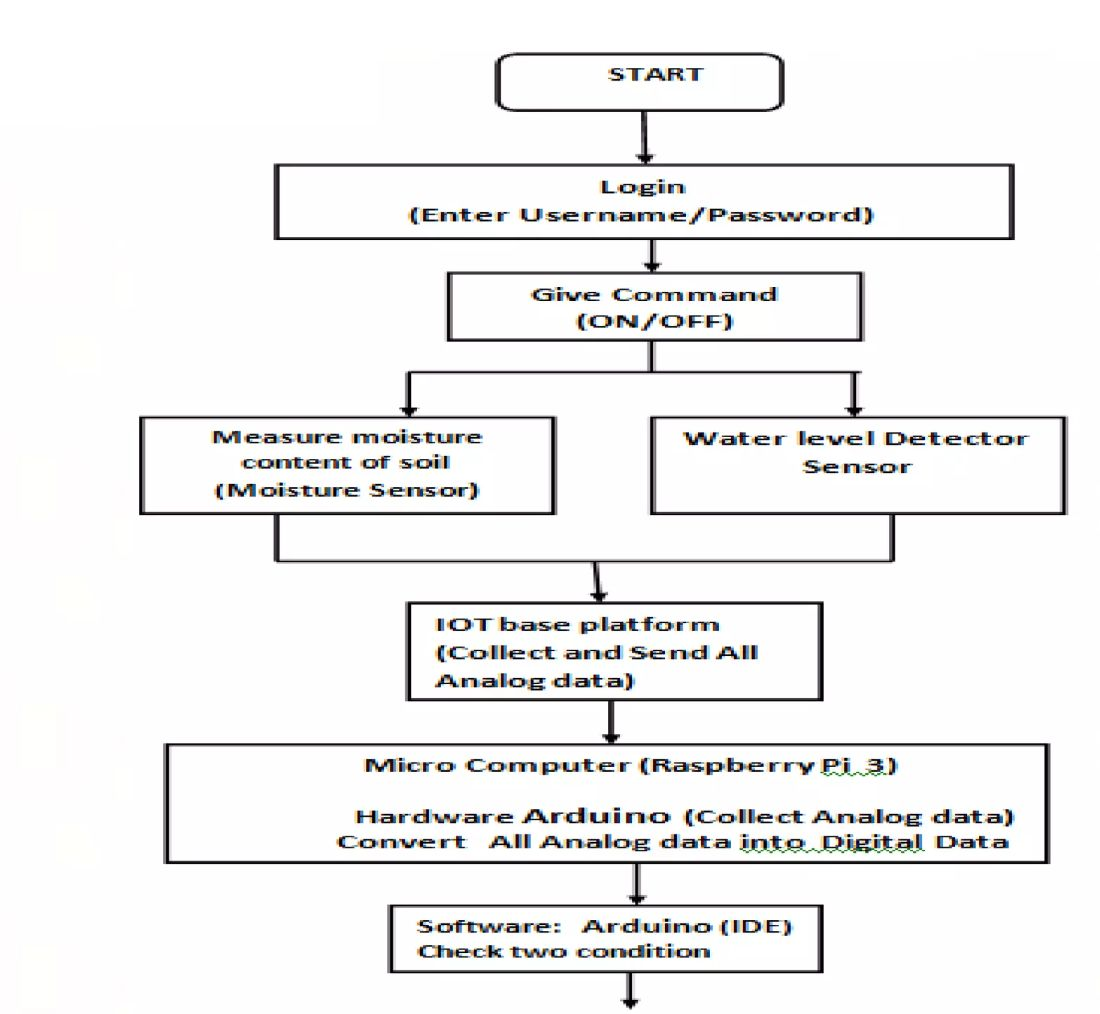 START
Login
(Enter Username/Password)
Give Command
(ON/OFF)
Measure moisture
content of soil
(Moisture Sensor)
Water level Detector
Sensor
IOT base platform
(Collect and Send All
Analog data)
Micro Computer (Raspberry Pi 3)
Hardware Arduino (Collect Analog data)
Convert All Analog data into Digital Data
Software: Arduino (IDE)
Check two condition